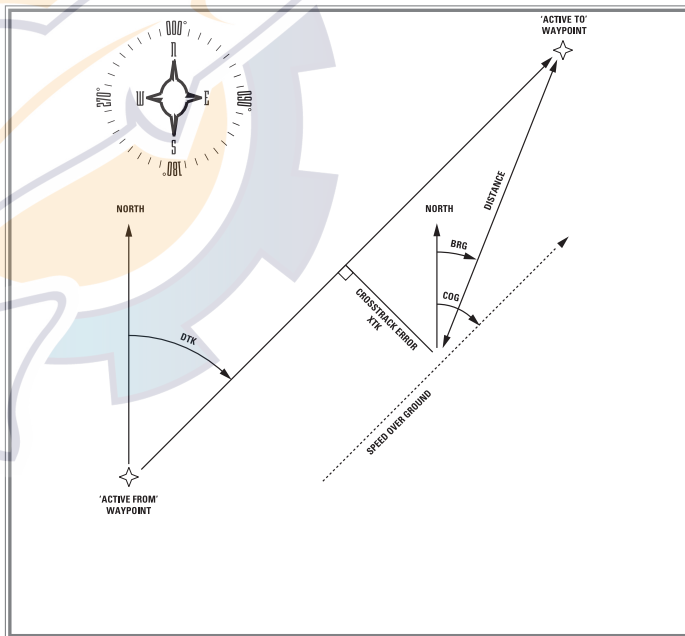 'ACTIVE TO'
WAYPOINT
000°
N
270°
W
E
090°
S
180°
NORTH
NORTH
DISTANCE
BRG
COG
CROSSTRACK ERROR
XTK
DTK
SPEED OVER GROUND
'ACTIVE FROM'
WAYPOINT